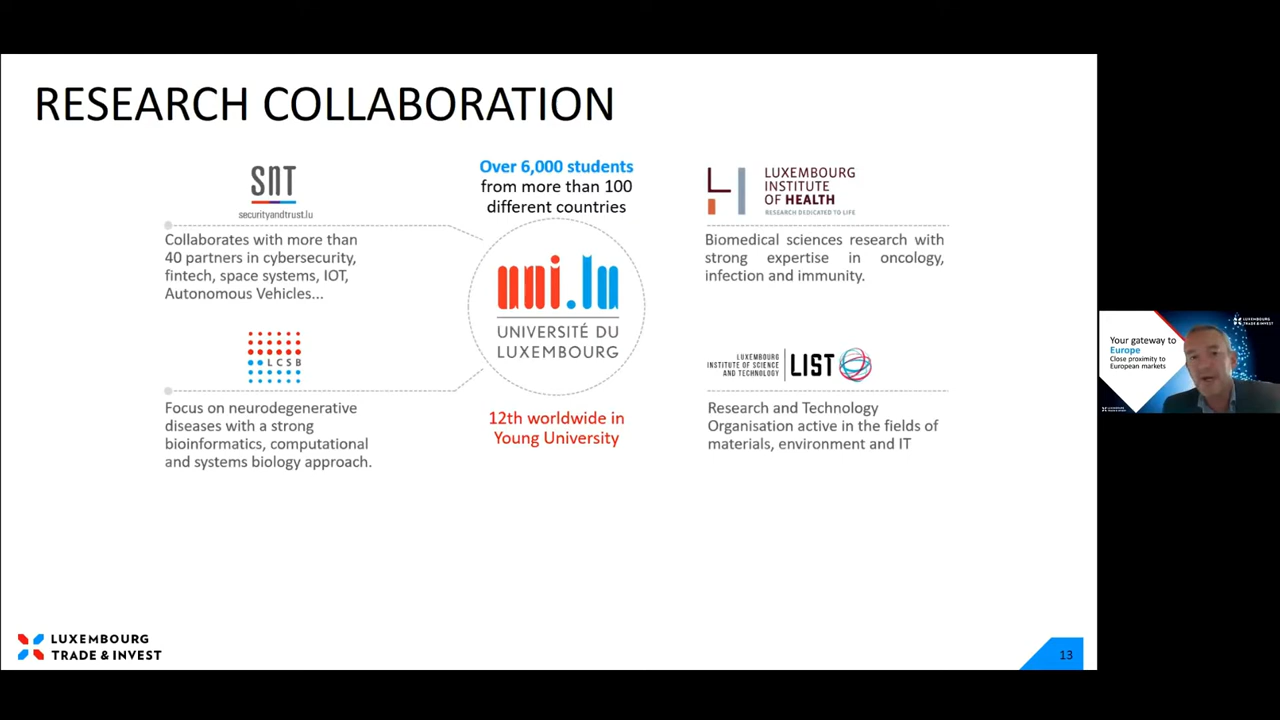 RESEARCH COLLABORATION
SNT
securityandtrust.lu
Collaborates with more than
40 partners in cybersecurity,
fintech, space systems, IOT,
Autonomous Vehicles...
LCSB
Focus on neurodegenerative
diseases with a strong
bioinformatics, computational
and systems biology approach.
Over 6,000 students
from more than 100
different countries
uni.lu
UNIVERSITÉ DU
LUXEMBOURG
12th worldwide in
Young University
LUXEMBOURG
INSTITUTE
OF HEALTH
RESEARCH DEDICATED TO LIFE
Biomedical sciences research with
strong expertise in oncology,
infection and immunity.
LUXEMBOURG
INSTITUTE OF SCIENCE
AND TECHNOLOGY
LIST
Research and Technology
Organisation active in the fields of
materials, environment and IT
LUXEMBOURG
TRADE & INVEST
13
LUXEMBOURG
TRADE & INVEST
Your gateway to
Europe
Close proximity to
European markets